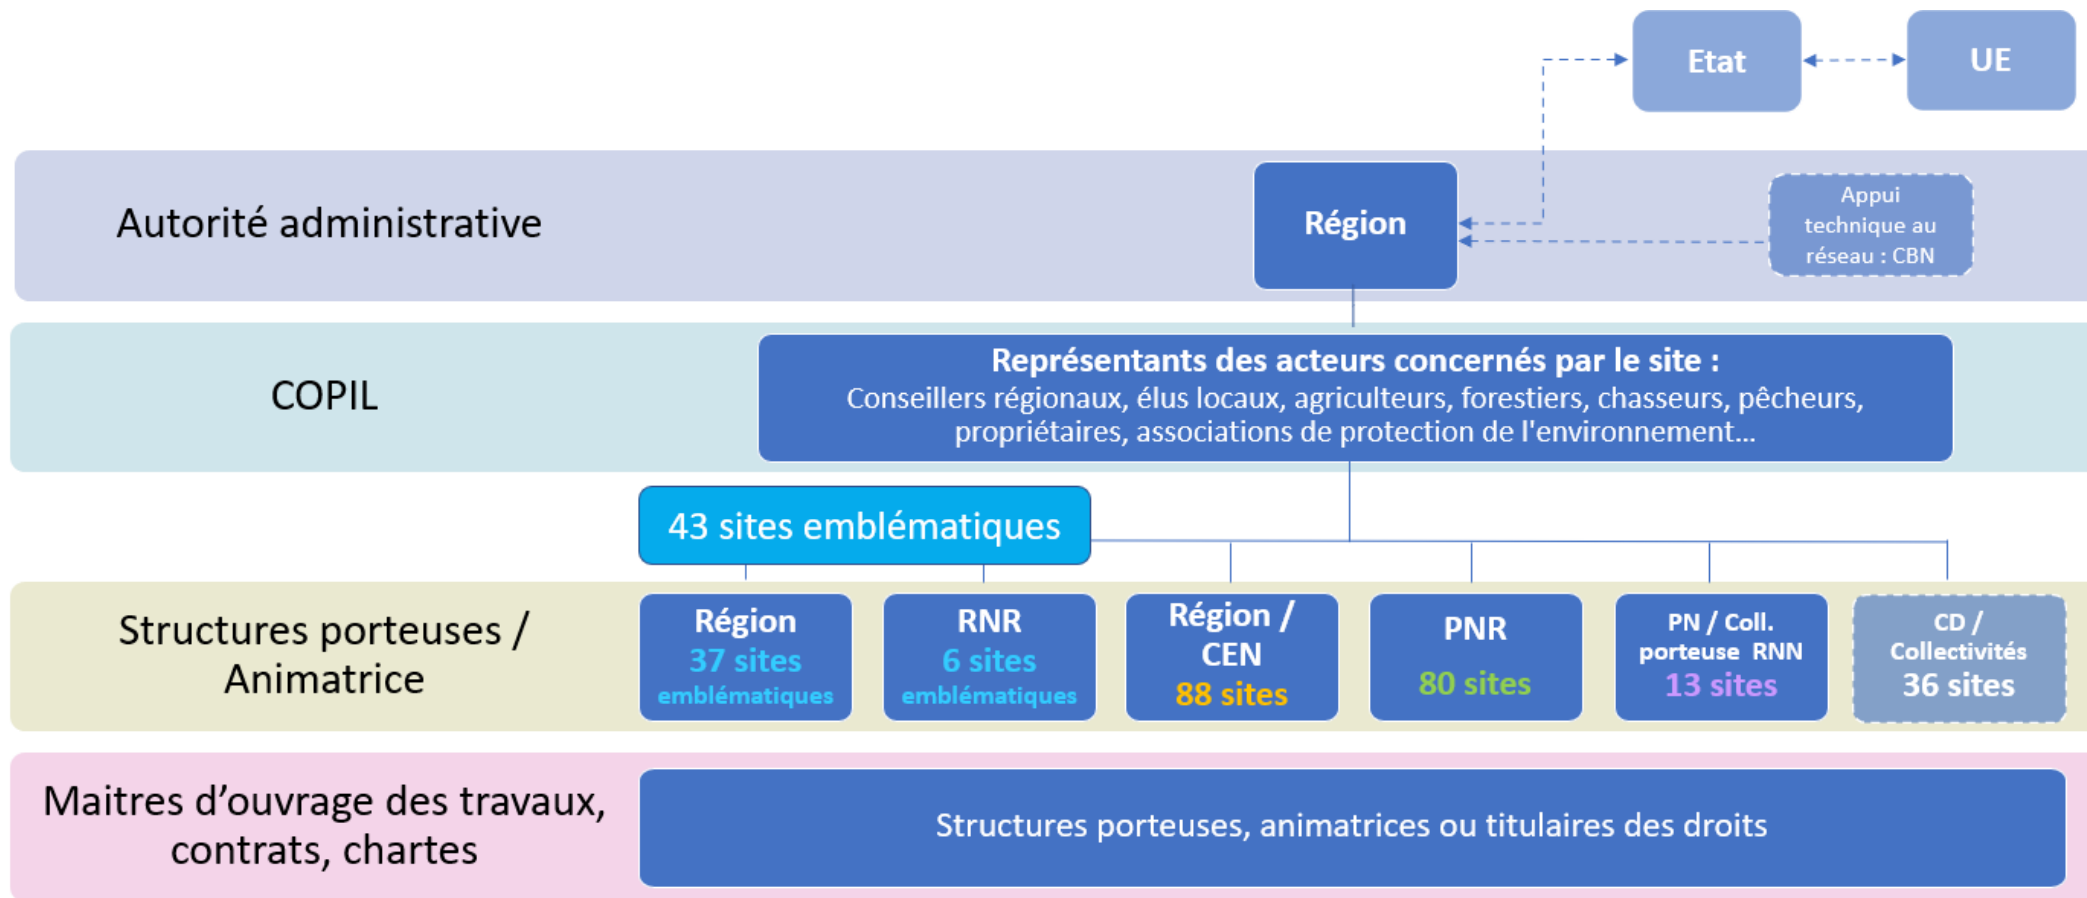 Etat
UE
Autorité administrative
Région
Appui
technique au
réseau : CBN
COPIL
Représentants des acteurs concernés par le site :
Conseillers régionaux, élus locaux, agriculteurs, forestiers, chasseurs, pêcheurs,
propriétaires, associations de protection de l'environnement...
43 sites emblématiques
Structures porteuses /
Animatrice
Région
37 sites
emblématiques
RNR
6 sites
emblématiques
Région /
CEN
88 sites
PNR
80 sites
PN / Coll.
porteuse RNN
13 sites
CD /
Collectivités
36 sites
Maitres d’ouvrage des travaux,
contrats, chartes
Structures porteuses, animatrices ou titulaires des droits